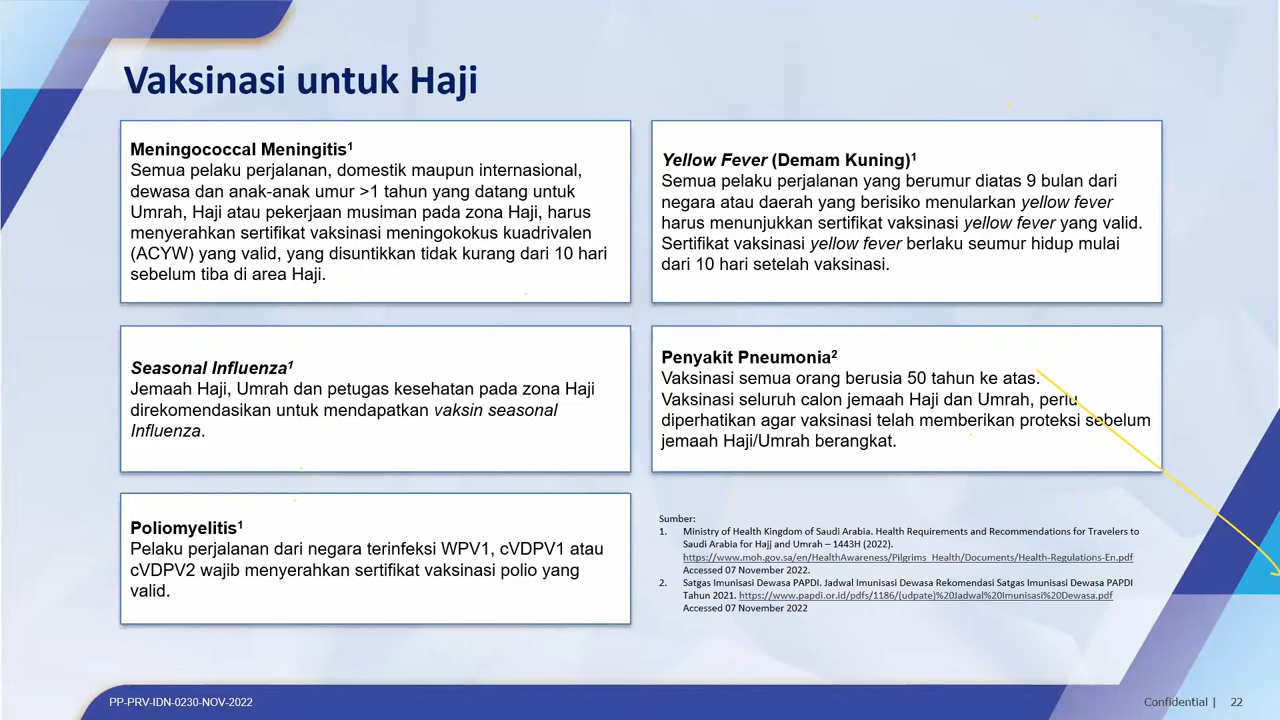 Vaksinasi untuk Haji
Meningococcal Meningitis¹
Semua pelaku perjalanan, domestik maupun internasional,
dewasa dan anak-anak umur >1 tahun yang datang untuk
Umrah, Haji atau pekerjaan musiman pada zona Haji, harus
menyerahkan sertifikat vaksinasi meningokokus kuadrivalen
(ACYW) yang valid, yang disuntikkan tidak kurang dari 10 hari
sebelum tiba di area Haji.
Yellow Fever (Demam Kuning)¹
Semua pelaku perjalanan yang berumur diatas 9 bulan dari
negara atau daerah yang berisiko menularkan yellow fever
harus menunjukkan sertifikat vaksinasi yellow fever yang valid.
Sertifikat vaksinasi yellow fever berlaku seumur hidup mulai
dari 10 hari setelah vaksinasi.
Seasonal Influenza¹
Jemaah Haji, Umrah dan petugas kesehatan pada zona Haji
direkomendasikan untuk mendapatkan vaksin seasonal
Influenza.
Penyakit Pneumonia²
Vaksinasi semua orang berusia 50 tahun ke atas.
Vaksinasi seluruh calon jemaah Haji dan Umrah, perlu
diperhatikan agar vaksinasi telah memberikan proteksi sebelum
jemaah Haji/Umrah berangkat.
Poliomyelitis¹
Pelaku perjalanan dari negara terinfeksi WPV1, cVDPV1 atau
cVDPV2 wajib menyerahkan sertifikat vaksinasi polio yang
valid.
Sumber:
1. Ministry of Health Kingdom of Saudi Arabia. Health Requirements and Recommendations for Travelers to
Saudi Arabia for Hajj and Umrah – 1443H (2022).
https://www.moh.gov.sa/en/HealthAwareness/Pilgrims_Health/Documents/Health-Regulations-En.pdf
Accessed 07 November 2022.
2. Satgas Imunisasi Dewasa PAPDI. Jadwal Imunisasi Dewasa Rekomendasi Satgas Imunisasi Dewasa PAPDI
Tahun 2021. https://www.papdi.or.id/pdfs/1186/(udpate)%20Jadwal%20Imunisasi%20Dewasa.pdf
Accessed 07 November 2022
PP-PRV-IDN-0230-NOV-2022
Confidential | 22